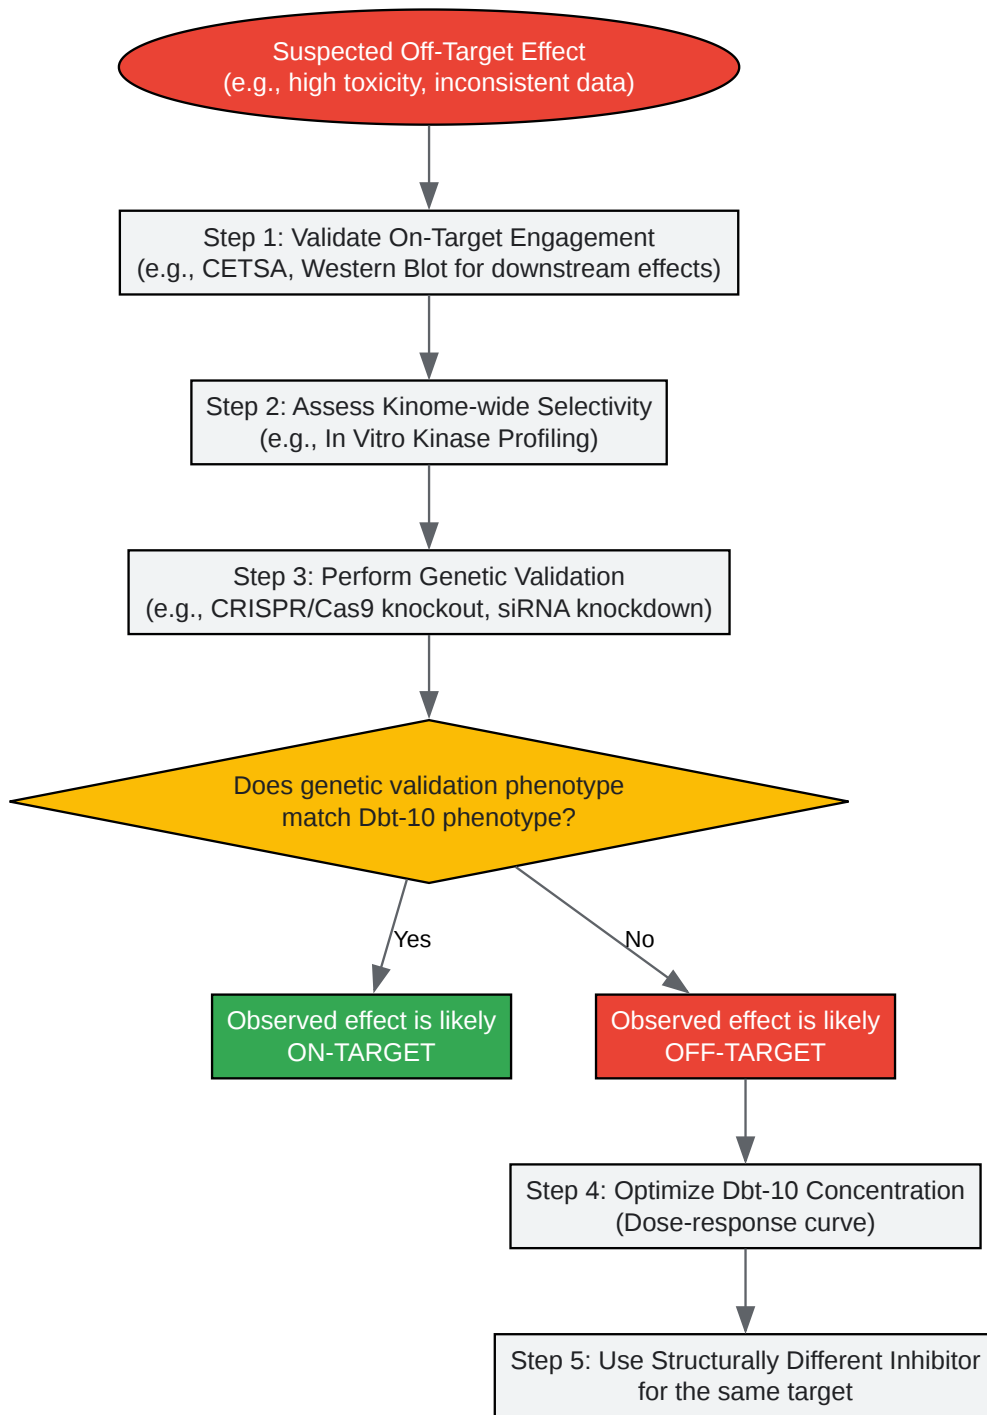 Suspected Off-Target Effect
(e.g., high toxicity, inconsistent data)
Step 1: Validate On-Target Engagement
(e.g., CETSA, Western Blot for downstream effects)
Step 2: Assess Kinome-wide Selectivity
(e.g., In Vitro Kinase Profiling)
Step 3: Perform Genetic Validation
(e.g., CRISPR/Cas9 knockout, siRNA knockdown)
Does genetic validation phenotype
match Dbt-10 phenotype?
Yes
No
Observed effect is likely
ON-TARGET
Observed effect is likely
OFF-TARGET
Step 4: Optimize Dbt-10 Concentration
(Dose-response curve)
Step 5: Use Structurally Different Inhibitor
for the same target